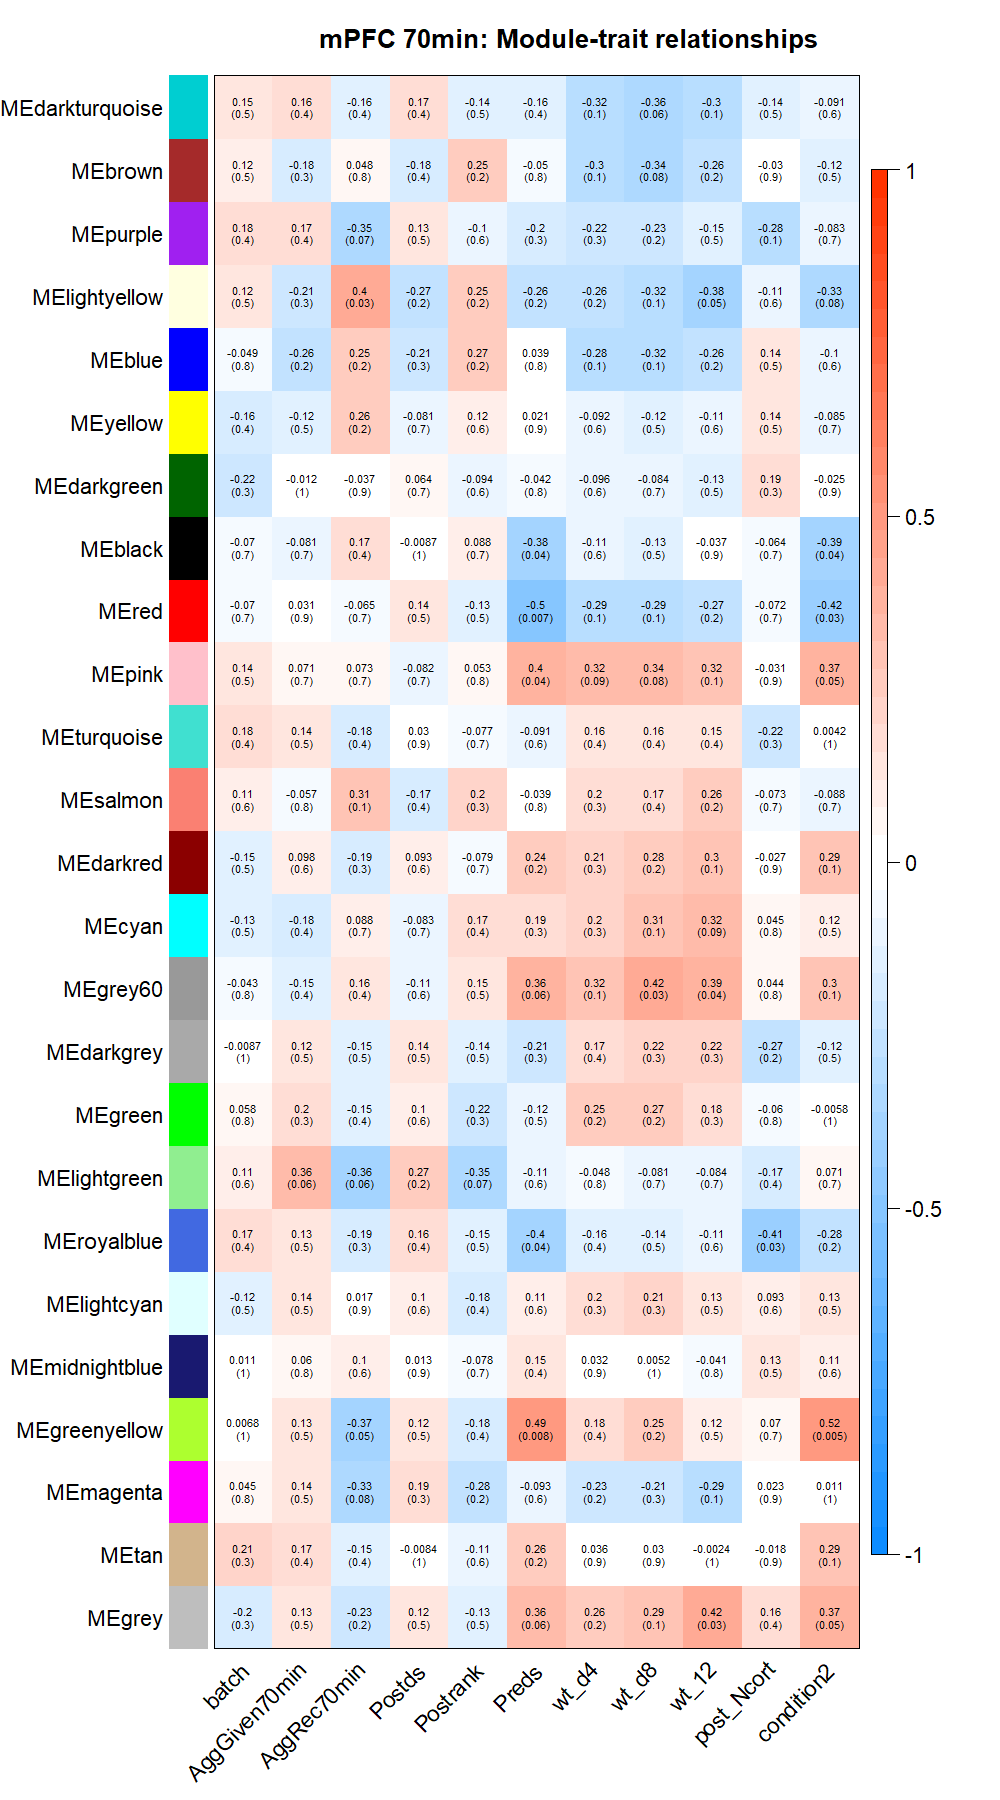 mPFC 70min: Module-trait relationships
MEdarkturquoise 0.15 0.16 -0.16 0.17 -0.14 -0.16 -0.32 -0.36 -0.3 -0.14 -0.091
(0.5) (0.4) (0.4) (0.4) (0.5) (0.4) (0.1) (0.06) (0.1) (0.5) (0.6)
MEbrown 0.12 -0.18 0.048 -0.18 0.25 -0.05 -0.3 -0.34 -0.26 -0.03 -0.12
(0.5) (0.3) (0.8) (0.4) (0.2) (0.8) (0.1) (0.08) (0.2) (0.9) (0.5)
MEpurple 0.18 0.17 -0.35 0.13 -0.1 -0.2 -0.22 -0.23 -0.15 -0.28 -0.083
(0.4) (0.4) (0.07) (0.5) (0.6) (0.3) (0.3) (0.2) (0.5) (0.1) (0.7)
MElightyellow 0.12 -0.21 0.4 -0.27 0.25 -0.26 -0.26 -0.32 -0.38 -0.11 -0.33
(0.5) (0.3) (0.03) (0.2) (0.2) (0.2) (0.2) (0.1) (0.05) (0.6) (0.08)
MEblue -0.049 -0.26 0.25 -0.21 0.27 0.039 -0.28 -0.32 -0.26 0.14 -0.1
(0.8) (0.2) (0.2) (0.3) (0.2) (0.8) (0.1) (0.1) (0.2) (0.5) (0.6)
MEyellow -0.16 -0.12 0.26 -0.081 0.12 0.021 -0.092 -0.12 -0.11 0.14 -0.085
(0.4) (0.5) (0.2) (0.7) (0.6) (0.9) (0.6) (0.5) (0.6) (0.5) (0.7)
MEdarkgreen -0.22 -0.012 -0.037 0.064 -0.094 -0.042 -0.096 -0.084 -0.13 0.19 -0.025
(0.3) (1) (0.9) (0.7) (0.6) (0.8) (0.6) (0.7) (0.5) (0.3) (0.9)
MEblack -0.07 -0.081 0.17 -0.0087 0.088 -0.38 -0.11 -0.13 -0.037 -0.064 -0.39
(0.7) (0.7) (0.4) (1) (0.7) (0.04) (0.6) (0.5) (0.9) (0.7) (0.04)
MEred -0.07 0.031 -0.065 0.14 -0.13 -0.5 -0.29 -0.29 -0.27 -0.072 -0.42
(0.7) (0.9) (0.7) (0.5) (0.5) (0.007) (0.1) (0.1) (0.2) (0.7) (0.03)
MEpink 0.14 0.071 0.073 -0.082 0.053 0.4 0.32 0.34 0.32 -0.031 0.37
(0.5) (0.7) (0.7) (0.7) (0.8) (0.04) (0.09) (0.08) (0.1) (0.9) (0.05)
MEturquoise 0.18 0.14 -0.18 0.03 -0.077 -0.091 0.16 0.16 0.15 -0.22 0.0042
(0.4) (0.5) (0.4) (0.9) (0.7) (0.6) (0.4) (0.4) (0.4) (0.3) (1)
MEsalmon 0.11 -0.057 0.31 -0.17 0.2 -0.039 0.2 0.17 0.26 -0.073 -0.088
(0.6) (0.8) (0.1) (0.4) (0.3) (0.8) (0.3) (0.4) (0.2) (0.7) (0.7)
MEdarkred -0.15 0.098 -0.19 0.093 -0.079 0.24 0.21 0.28 0.3 -0.027 0.29
(0.5) (0.6) (0.3) (0.6) (0.7) (0.2) (0.3) (0.2) (0.1) (0.9) (0.1)
MEcyan -0.13 -0.18 0.088 -0.083 0.17 0.19 0.2 0.31 0.32 0.045 0.12
(0.5) (0.4) (0.7) (0.7) (0.4) (0.3) (0.3) (0.1) (0.09) (0.8) (0.5)
MEgrey60 -0.043 -0.15 0.16 -0.11 0.15 0.36 0.32 0.42 0.39 0.044 0.3
(0.8) (0.4) (0.4) (0.6) (0.5) (0.06) (0.1) (0.03) (0.04) (0.8) (0.1)
MEdarkgrey -0.0087 0.12 -0.15 0.14 -0.14 -0.21 0.17 0.22 0.22 -0.27 -0.12
(1) (0.5) (0.5) (0.5) (0.5) (0.3) (0.4) (0.3) (0.3) (0.2) (0.5)
MEgreen 0.058 0.2 -0.15 0.1 -0.22 -0.12 0.25 0.27 0.18 -0.06 -0.0058
(0.8) (0.3) (0.4) (0.6) (0.3) (0.5) (0.2) (0.2) (0.3) (0.8) (1)
MElightgreen 0.11 0.36 -0.36 0.27 -0.35 -0.11 -0.048 -0.081 -0.084 -0.17 0.071
(0.6) (0.06) (0.06) (0.2) (0.07) (0.6) (0.8) (0.7) (0.7) (0.4) (0.7)
MEroyalblue 0.17 0.13 -0.19 0.16 -0.15 -0.4 -0.16 -0.14 -0.11 -0.41 -0.28
(0.4) (0.5) (0.3) (0.4) (0.5) (0.04) (0.4) (0.5) (0.6) (0.03) (0.2)
MElightcyan -0.12 0.14 0.017 0.1 -0.18 0.11 0.2 0.21 0.13 0.093 0.13
(0.5) (0.5) (0.9) (0.6) (0.4) (0.6) (0.3) (0.3) (0.5) (0.6) (0.5)
MEmidnightblue 0.011 0.06 0.1 0.013 -0.078 0.15 0.032 0.0052 -0.041 0.13 0.11
(1) (0.8) (0.6) (0.9) (0.7) (0.4) (0.9) (1) (0.8) (0.5) (0.6)
MEgreenyellow 0.0068 0.13 -0.37 0.12 -0.18 0.49 0.18 0.25 0.12 0.07 0.52
(1) (0.5) (0.05) (0.5) (0.4) (0.008) (0.4) (0.2) (0.5) (0.7) (0.005)
MEmagenta 0.045 0.14 -0.33 0.19 -0.28 -0.093 -0.23 -0.21 -0.29 0.023 0.011
(0.8) (0.5) (0.08) (0.3) (0.2) (0.6) (0.2) (0.3) (0.1) (0.9) (1)
MEtan 0.21 0.17 -0.15 -0.0084 -0.11 0.26 0.036 0.03 -0.0024 -0.018 0.29
(0.3) (0.4) (0.4) (1) (0.6) (0.2) (0.9) (0.9) (1) (0.9) (0.1)
MEgrey -0.2 0.13 -0.23 0.12 -0.13 0.36 0.26 0.29 0.42 0.16 0.37
(0.3) (0.5) (0.2) (0.5) (0.5) (0.06) (0.2) (0.1) (0.03) (0.4) (0.05)
batch AggGiven70min AggRec70min Postds Postrank Preds wt_d4 wt_d8 wt_12 post_Ncort condition2
1
0.5
0
-0.5
-1